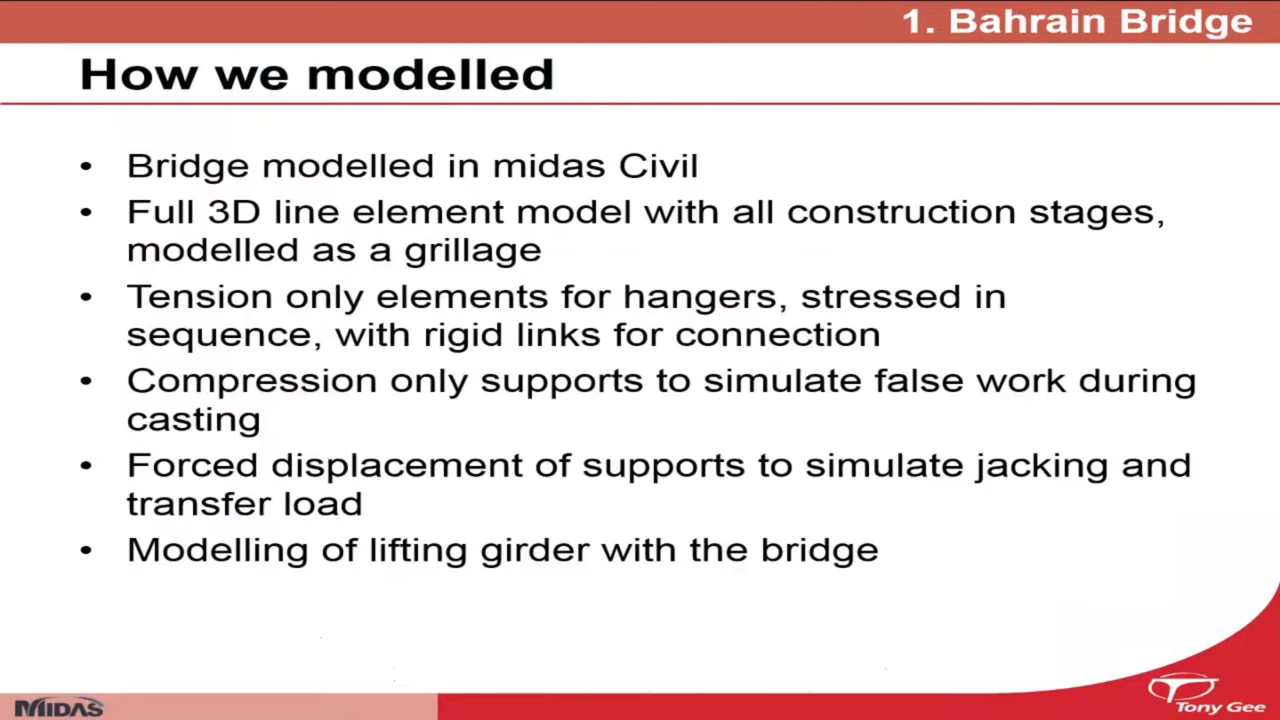 1. Bahrain Bridge
How we modelled
• Bridge modelled in midas Civil
• Full 3D line element model with all construction stages,
modelled as a grillage
• Tension only elements for hangers, stressed in
sequence, with rigid links for connection
• Compression only supports to simulate false work during
casting
• Forced displacement of supports to simulate jacking and
transfer load
• Modelling of lifting girder with the bridge
MIDAS
Tony Gee